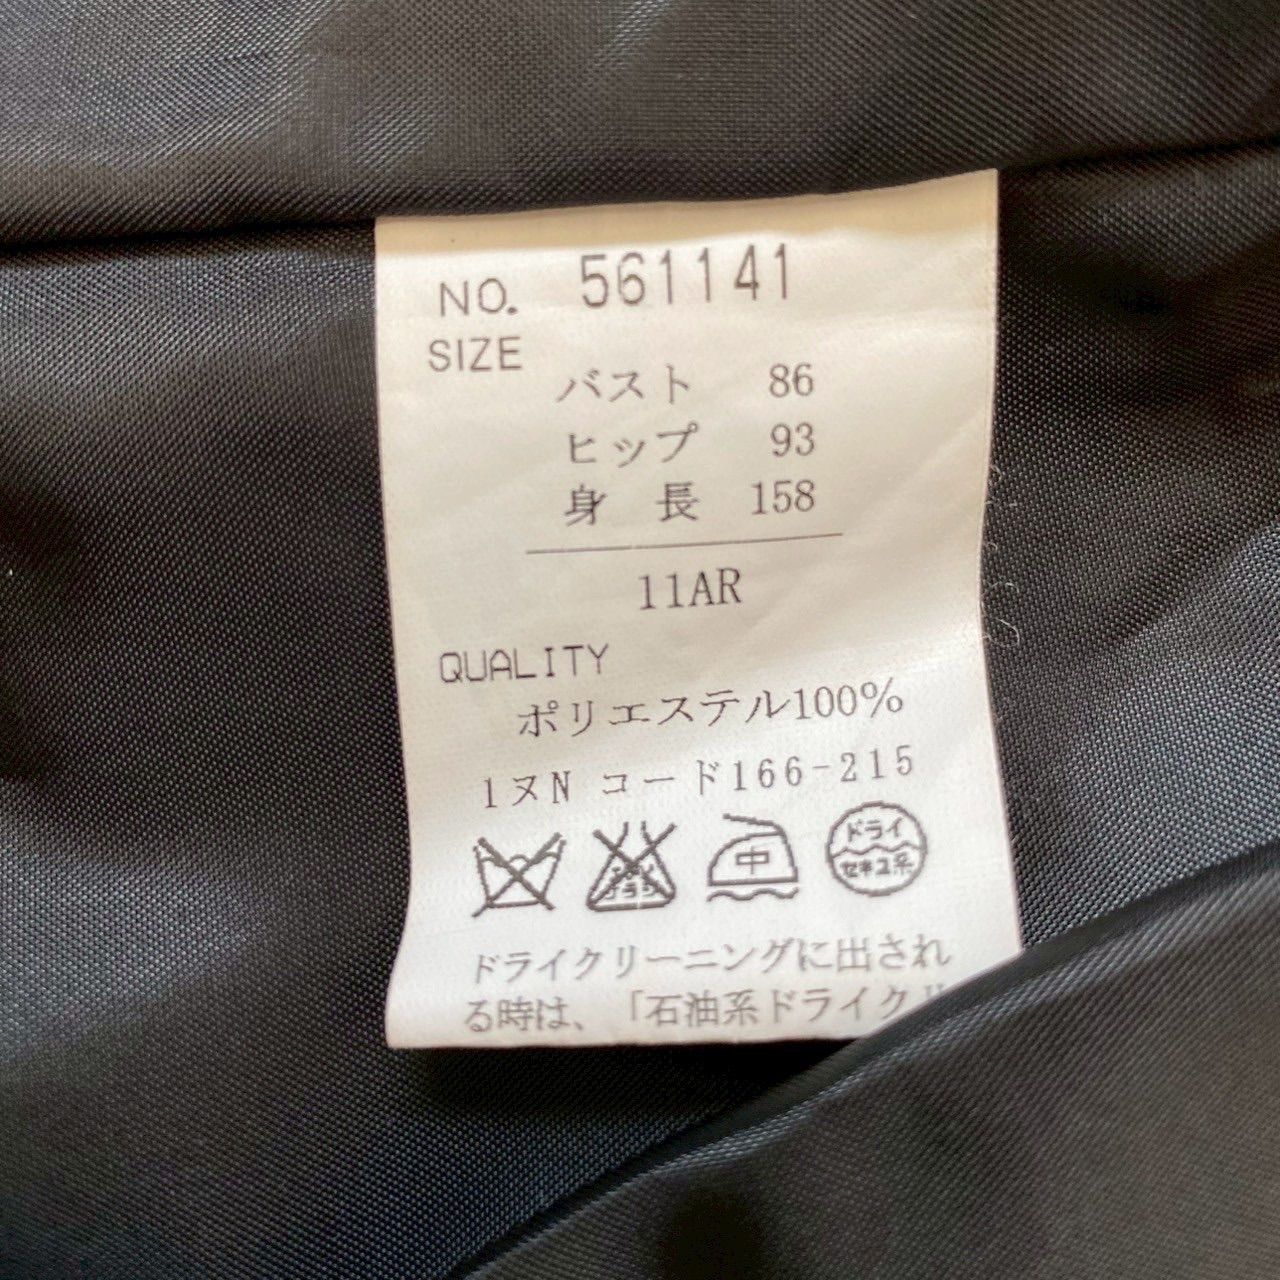 NO. 561141
SIZE
バスト 86
ヒップ 93
身長 158
11AR
QUALITY
ポリエステル100%
1ヌN コード166-215
中
ドライ
セキユ系
ドライクリーニングに出され
る時は、「石油系ドライクリ